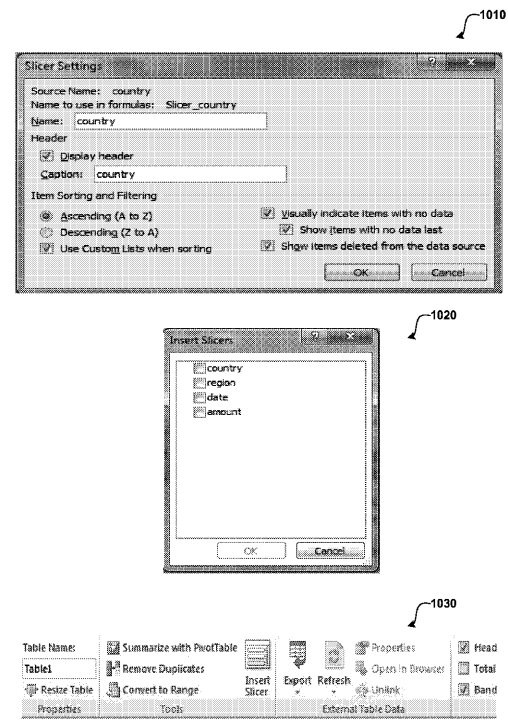 1010
Slicer Settings
?
Source Name: country
Name to use in formulas: Slicer_country
Name: country
Header
Display header
Caption: country
Item Sorting and Filtering
Ascending (A to Z)
Descending (Z to A)
Use Custom Lists when sorting
Visually indicate items with no data
Show items with no data last
Show items deleted from the data source
OK Cancel
1020
Insert Slicers
?
country
region
date
amount
OK Cancel
1030
Table Name:
Table1
Resize Table
Properties
Summarize with PivotTable
Remove Duplicates
Convert to Range
Insert Slicer
Tools
Export
Refresh
Properties
Open in Browser
Unlink
External Table Data
Head
Total
Band